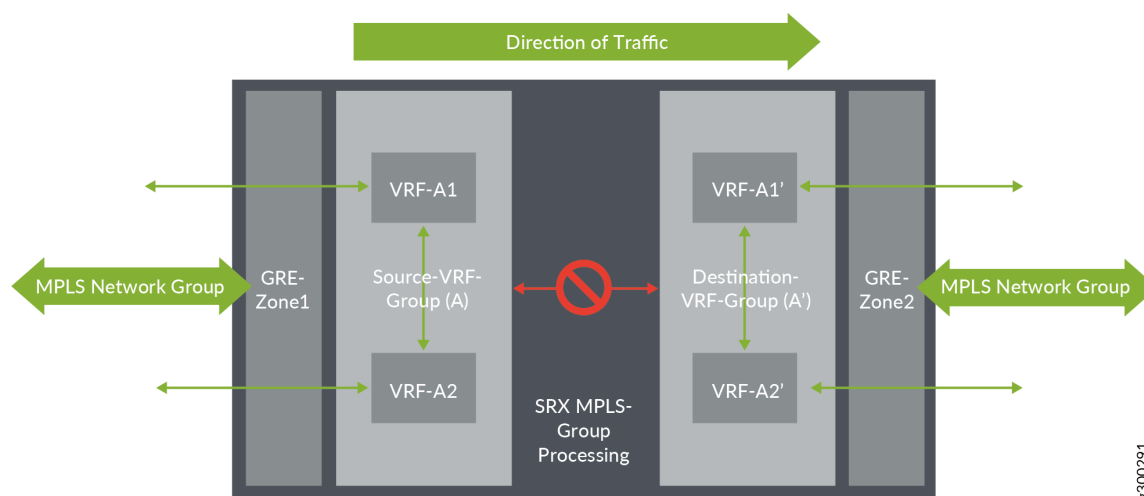 Direction of Traffic
VRF-A1
VRF-A1’
MPLS Network Group
GRE-
Zone1
Source-VRF-
Group (A)
Destination-
VRF-Group (A’)
GRE-
Zone2
MPLS Network Group
VRF-A2
VRF-A2’
SRX MPLS-
Group
Processing